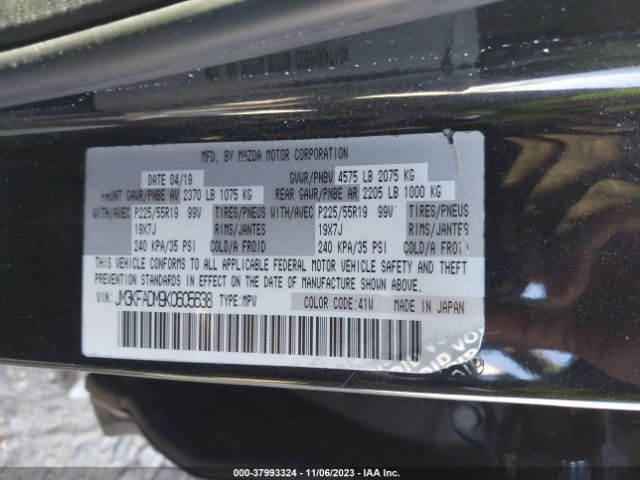 MFD. BY MAZDA MOTOR CORPORATION
DATE 04/19 GVWR/PNBV 4575 LB 2075 KG
FRONT GAWR/PNBE AV 2370 LB 1075 KG REAR GAWR/PNBE AR 2205 LB 1000 KG
WITH/AVEC P225/55R19 99V TIRES/PNEUS WITH/AVEC P225/55R19 99V TIRES/PNEUS
19X7J RIMS/JANTES 19X7J RIMS/JANTES
240 KPA/35 PSI COLD/A FROID 240 KPA/35 PSI COLD/A FROID
THIS VEHICLE CONFORMS TO ALL APPLICABLE FEDERAL MOTOR VEHICLE SAFETY AND THEFT
PREVENTION STANDARDS IN EFFECT ON THE DATE OF MANUFACTURE SHOWN ABOVE.
VIN: JM3KFADM9K0605638 TYPE: MPV COLOR CODE: 41W MADE IN JAPAN
VOID
000-37993324 | 11/06/2023 | IAA Inc.